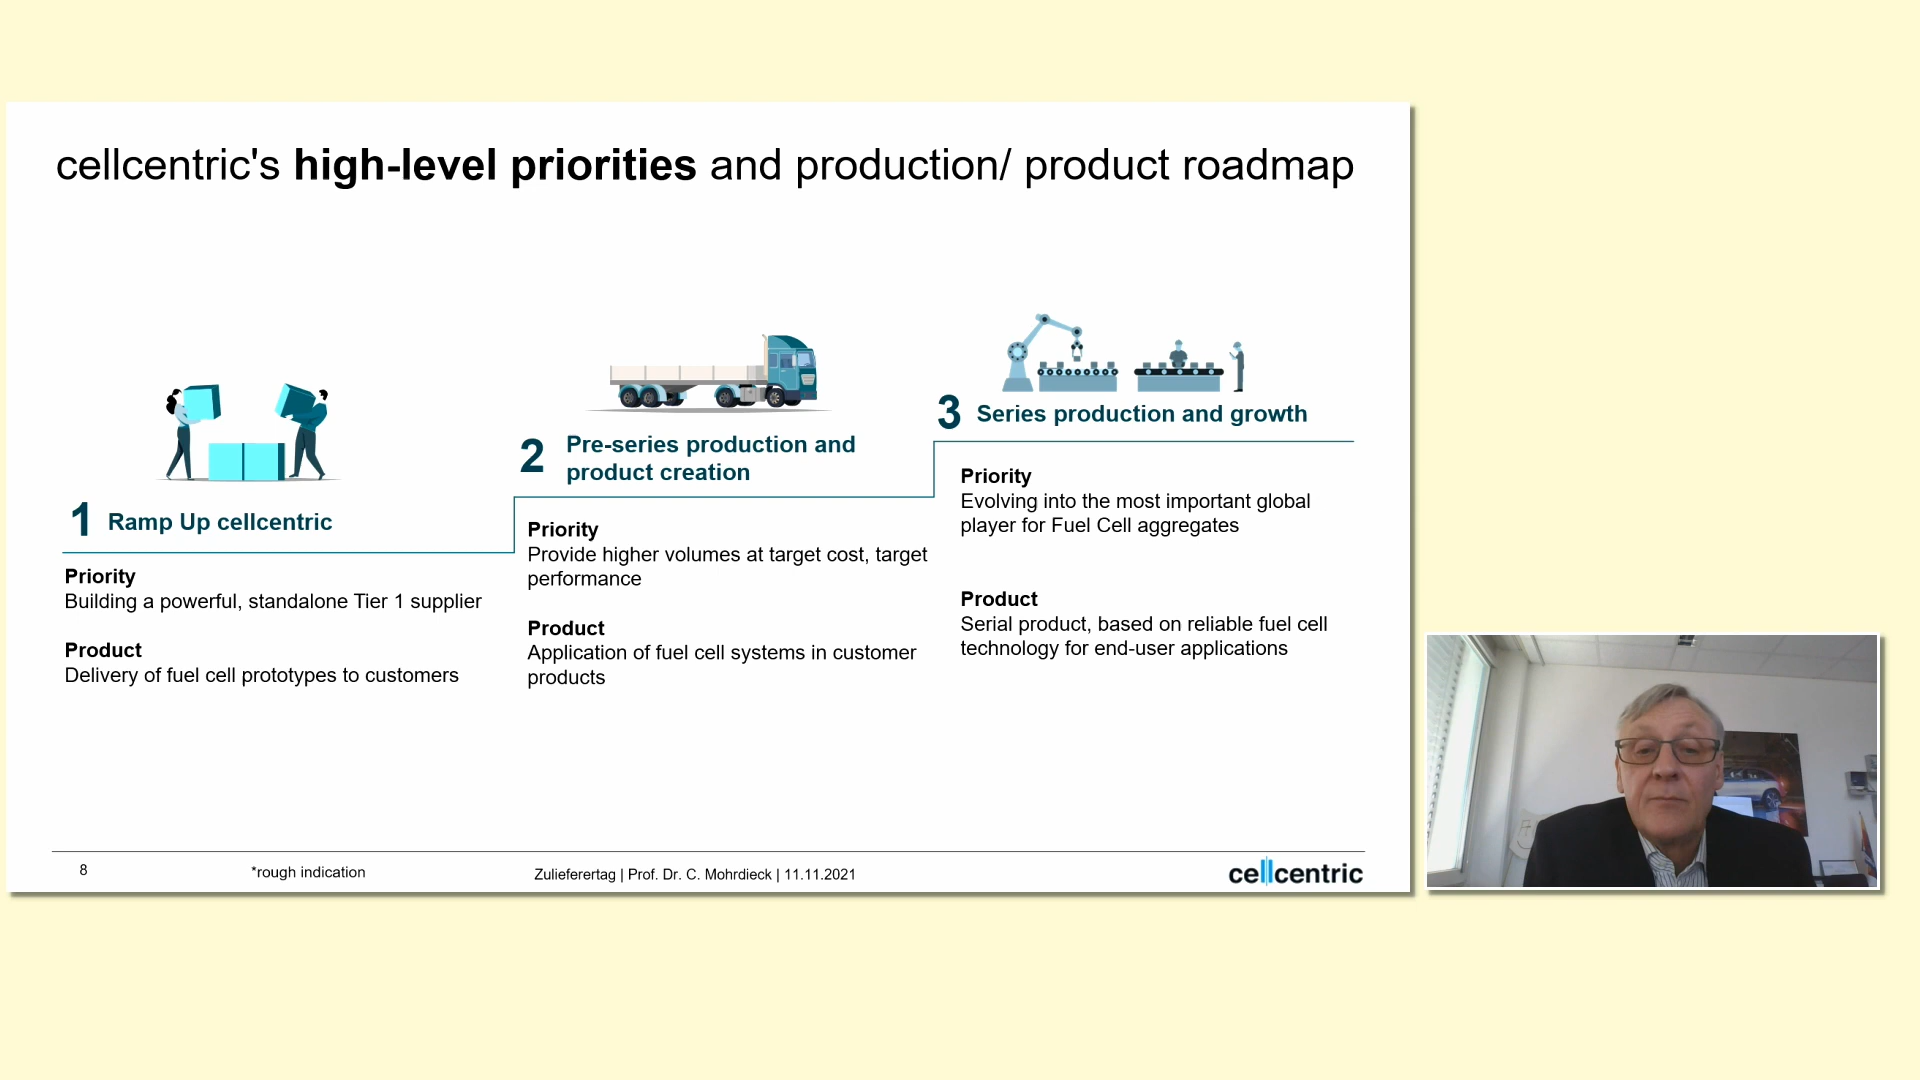 cellcentric's high-level priorities and production/ product roadmap
1 Ramp Up cellcentric
Priority
Building a powerful, standalone Tier 1 supplier
Product
Delivery of fuel cell prototypes to customers
2 Pre-series production and
product creation
Priority
Provide higher volumes at target cost, target
performance
Product
Application of fuel cell systems in customer
products
3 Series production and growth
Priority
Evolving into the most important global
player for Fuel Cell aggregates
Product
Serial product, based on reliable fuel cell
technology for end-user applications
8
*rough indication
Zulieferertag | Prof. Dr. C. Mohrdieck | 11.11.2021
cellcentric